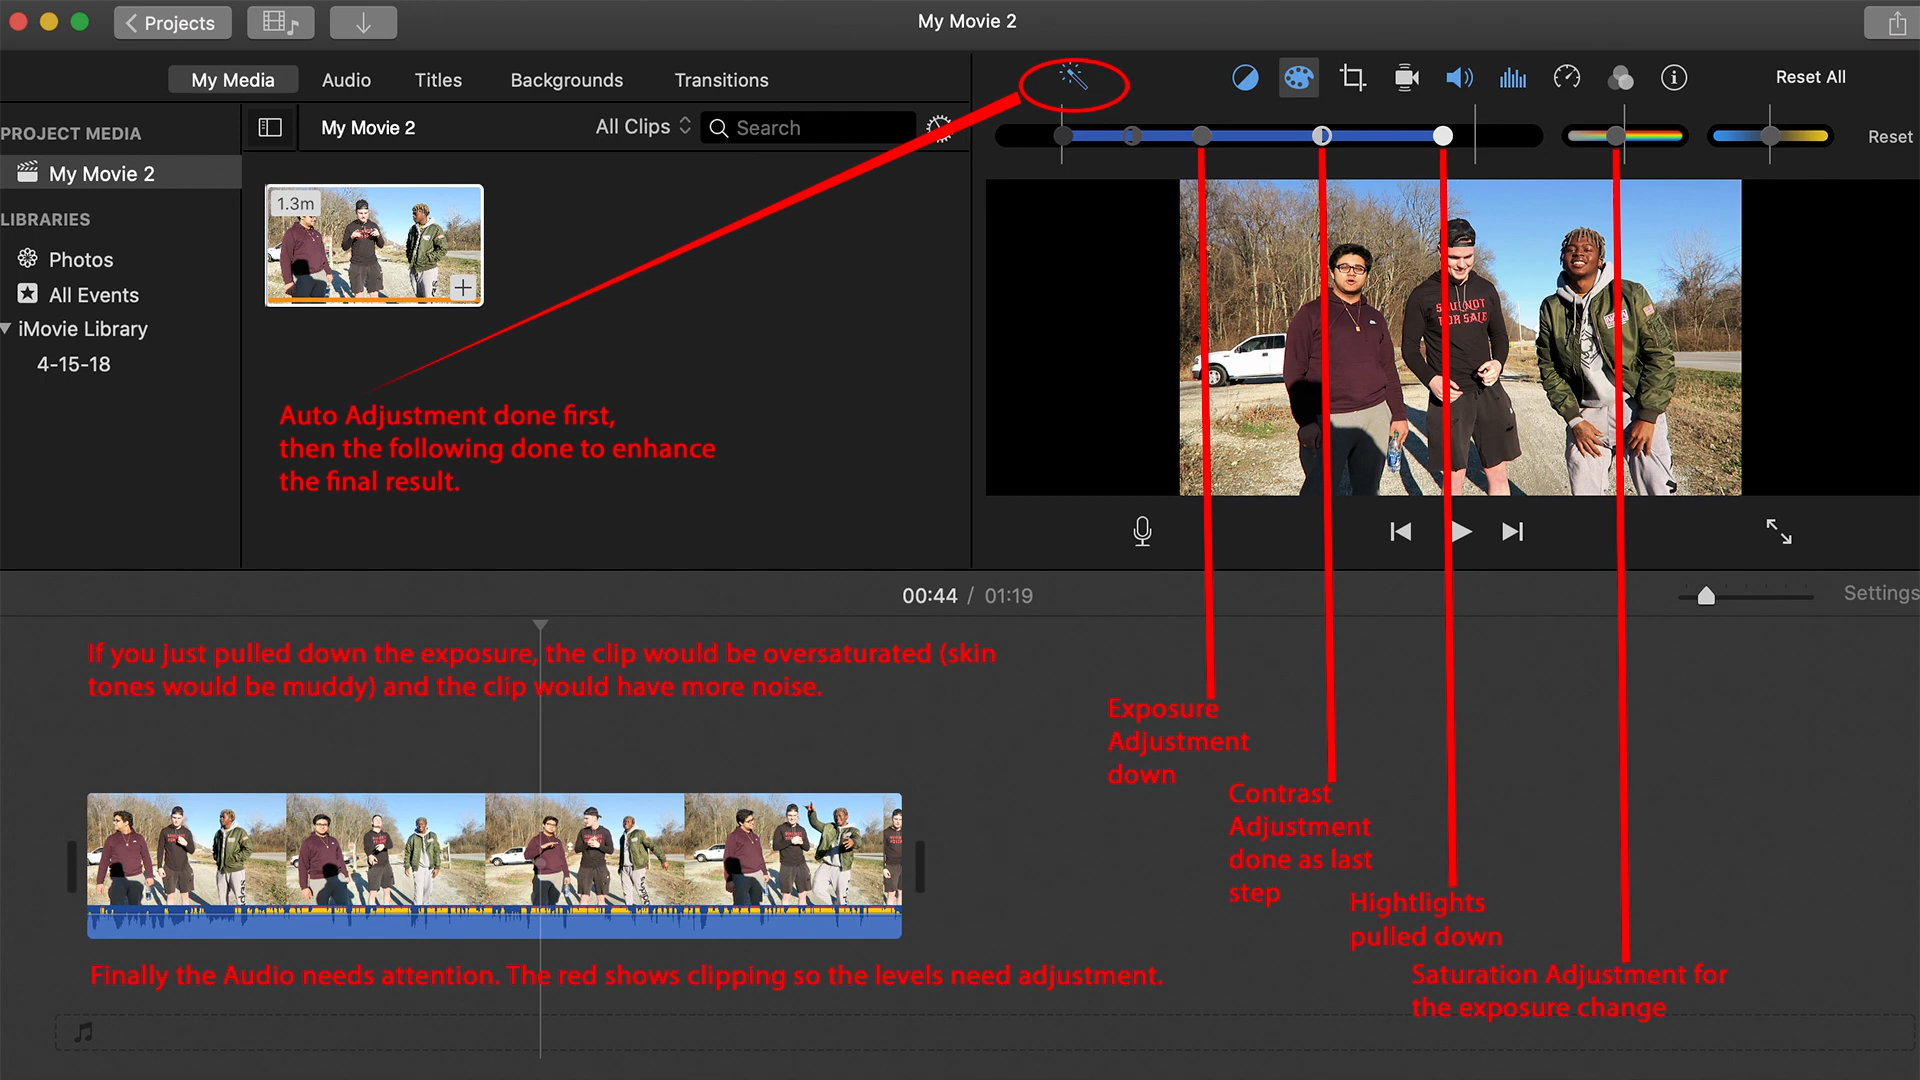 Projects
My Movie 2
My Media
Audio
Titles
Backgrounds
Transitions
Reset All
PROJECT MEDIA
My Movie 2
LIBRARIES
Photos
All Events
iMovie Library
4-15-18
My Movie 2
All Clips
Search
Reset
1.3m
FOR SALE
Auto Adjustment done first,
then the following done to enhance
the final result.
00:44 / 01:19
Settings
If you just pulled down the exposure, the clip would be oversaturated (skin
tones would be muddy) and the clip would have more noise.
Exposure
Adjustment
down
Contrast
Adjustment
done as last
step
Hightlights
pulled down
Saturation Adjustment for
the exposure change
Finally the Audio needs attention. The red shows clipping so the levels need adjustment.